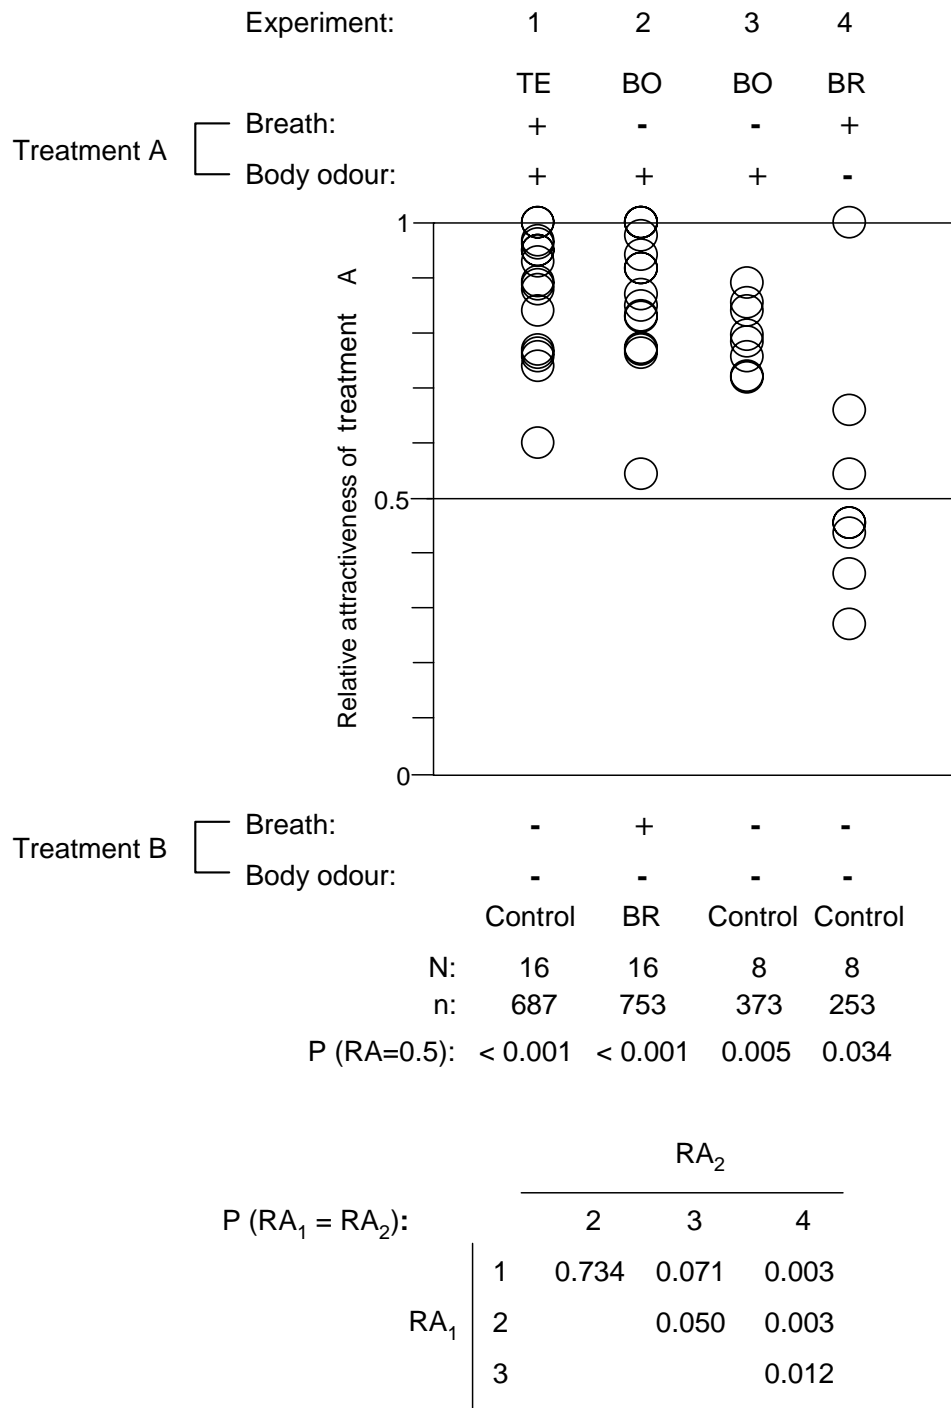 Experiment: 1 2 3 4
TE BO BO BR
Treatment A
Breath: + - - +
Body odour: + + + -
Relative attractiveness of treatment A
1
0.5
0
Treatment B
Breath: - + - -
Body odour: - - - -
Control BR Control Control
N: 16 16 8 8
n: 687 753 373 253
P (RA=0.5): < 0.001 < 0.001 0.005 0.034
RA2
P (RA1 = RA2): 2 3 4
1 0.734 0.071 0.003
RA1 2 0.050 0.003
3 0.012